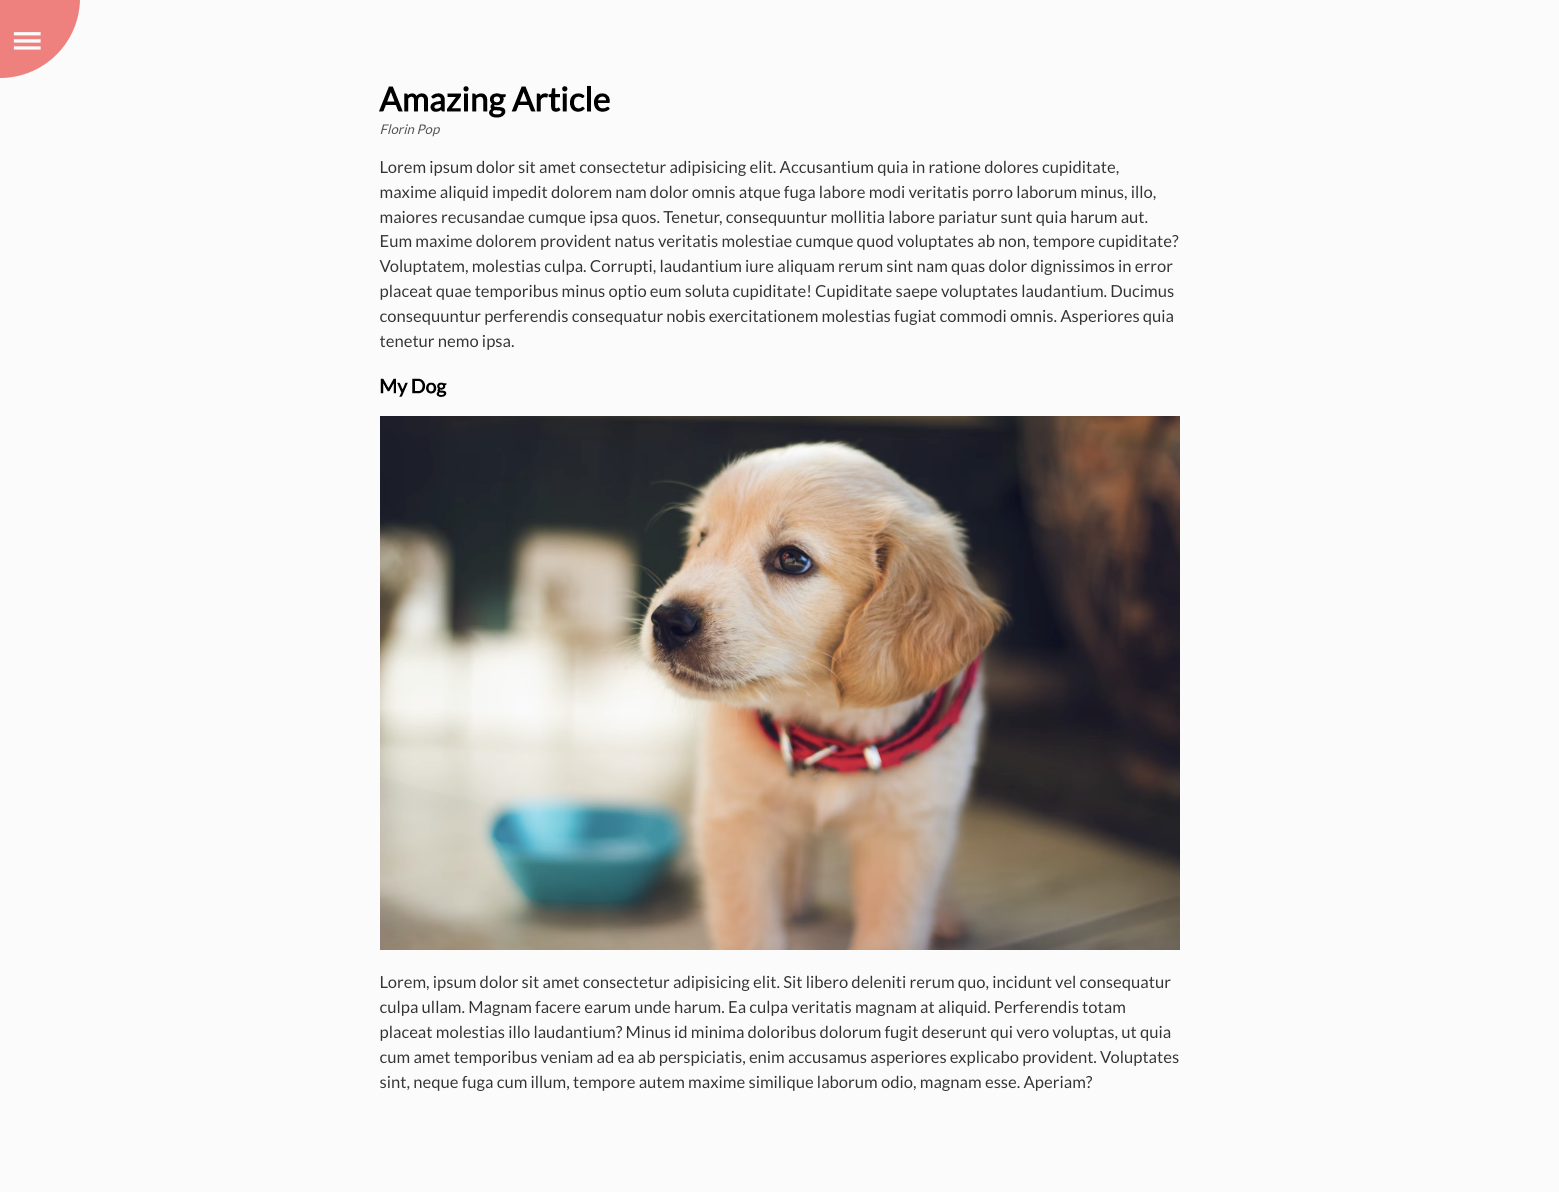 Amazing Article
Florin Pop
Lorem ipsum dolor sit amet consectetur adipisicing elit. Accusantium quia in ratione dolores cupiditate,
maxime aliquid impedit dolorem nam dolor omnis atque fuga labore modi veritatis porro laborum minus, illo,
maiores recusandae cumque ipsa quos. Tenetur, consequuntur mollitia labore pariatur sunt quia harum aut.
Eum maxime dolorem provident natus veritatis molestiae cumque quod voluptates ab non, tempore cupiditate?
Voluptatem, molestias culpa. Corrupti, laudantium iure aliquam rerum sint nam quas dolor dignissimos in error
placeat quae temporibus minus optio eum soluta cupiditate! Cupiditate saepe voluptates laudantium. Ducimus
consequuntur perferendis consequatur nobis exercitationem molestias fugiat commodi omnis. Asperiores quia
tenetur nemo ipsa.
My Dog
Lorem, ipsum dolor sit amet consectetur adipisicing elit. Sit libero deleniti rerum quo, incidunt vel consequatur
culpa ullam. Magnam facere earum unde harum. Ea culpa veritatis magnam at aliquid. Perferendis totam
placeat molestias illo laudantium? Minus id minima doloribus dolorum fugit deserunt qui vero voluptas, ut quia
cum amet temporibus veniam ad ea ab perspiciatis, enim accusamus asperiores explicabo provident. Voluptates
sint, neque fuga cum illum, tempore autem maxime similique laborum odio, magnam esse. Aperiam?